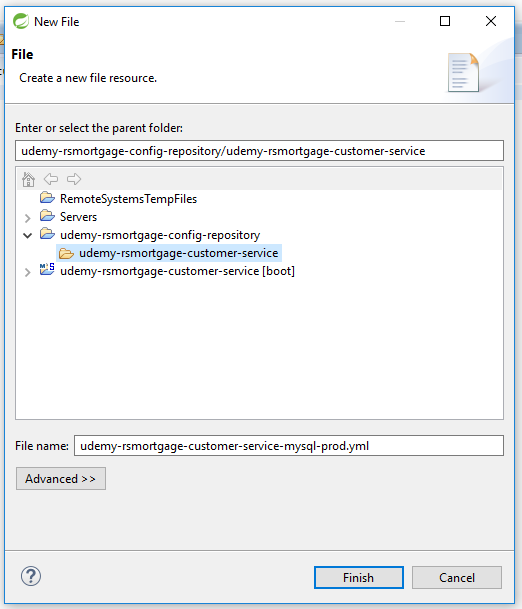 New File
File
Create a new file resource.
Enter or select the parent folder:
udemy-rsmortgage-config-repository/udemy-rsmortgage-customer-service
RemoteSystemsTempFiles
Servers
udemy-rsmortgage-config-repository
udemy-rsmortgage-customer-service
udemy-rsmortgage-customer-service [boot]
File name: udemy-rsmortgage-customer-service-mysql-prod.yml
Advanced >>
Finish Cancel